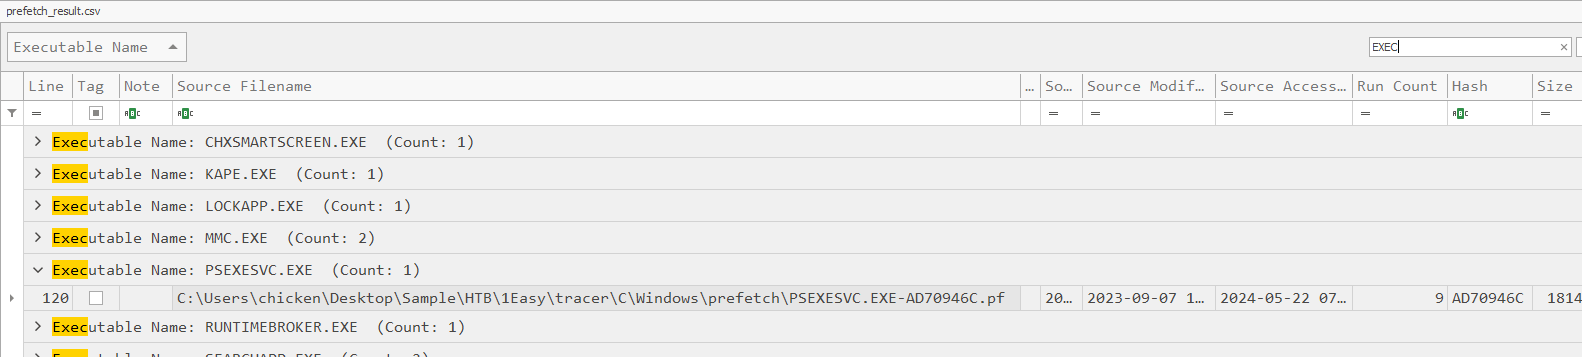 prefetch_result.csv
Executable Name
EXEC
Line Tag Note Source Filename ... So... Source Modif... Source Access... Run Count Hash Size
= ABC ABC = = = = ABC =
Executable Name: CHXSMARTSCREEN.EXE (Count: 1)
Executable Name: KAPE.EXE (Count: 1)
Executable Name: LOCKAPP.EXE (Count: 1)
Executable Name: MMC.EXE (Count: 2)
Executable Name: PSEXESVC.EXE (Count: 1)
120 C:\Users\chicken\Desktop\Sample\HTB\1Easy\tracer\C\Windows\prefetch\PSEXESVC.EXE-AD70946C.pf 20... 2023-09-07 1... 2024-05-22 07... 9 AD70946C 1814
Executable Name: RUNTIMEBROKER.EXE (Count: 1)